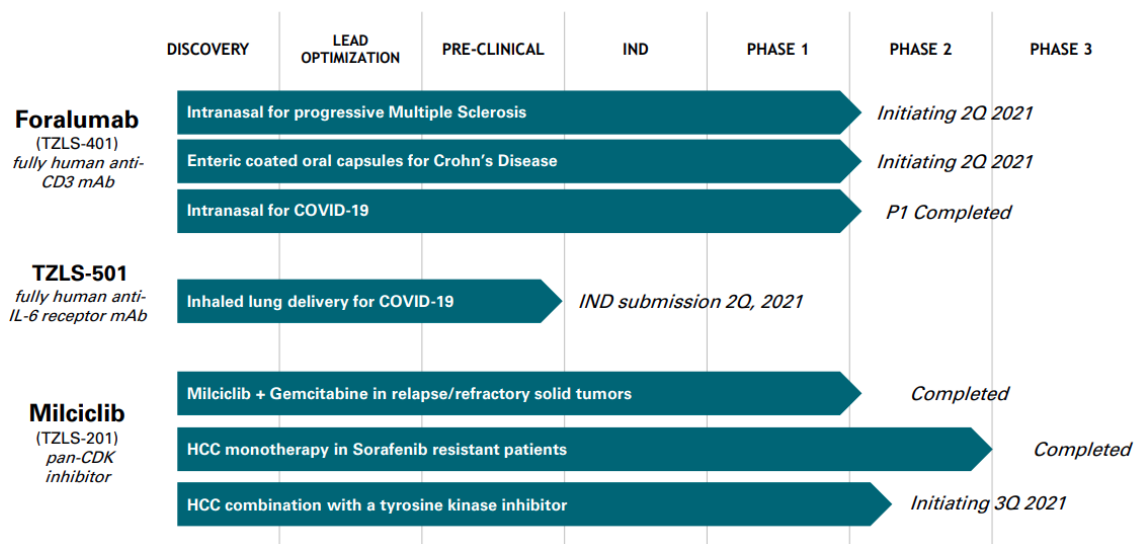 DISCOVERY
LEAD
OPTIMIZATION
PRE-CLINICAL
IND
PHASE 1
PHASE 2
PHASE 3
Foralumab
(TZLS-401)
fully human anti-
CD3 mAb
Intranasal for progressive Multiple Sclerosis
Initiating 2Q 2021
Enteric coated oral capsules for Crohn's Disease
Initiating 2Q 2021
Intranasal for COVID-19
P1 Completed
TZLS-501
fully human anti-
IL-6 receptor mAb
Inhaled lung delivery for COVID-19
IND submission 2Q, 2021
Milciclib
(TZLS-201)
pan-CDK
inhibitor
Milciclib + Gemcitabine in relapse/refractory solid tumors
Completed
HCC monotherapy in Sorafenib resistant patients
Completed
HCC combination with a tyrosine kinase inhibitor
Initiating 3Q 2021